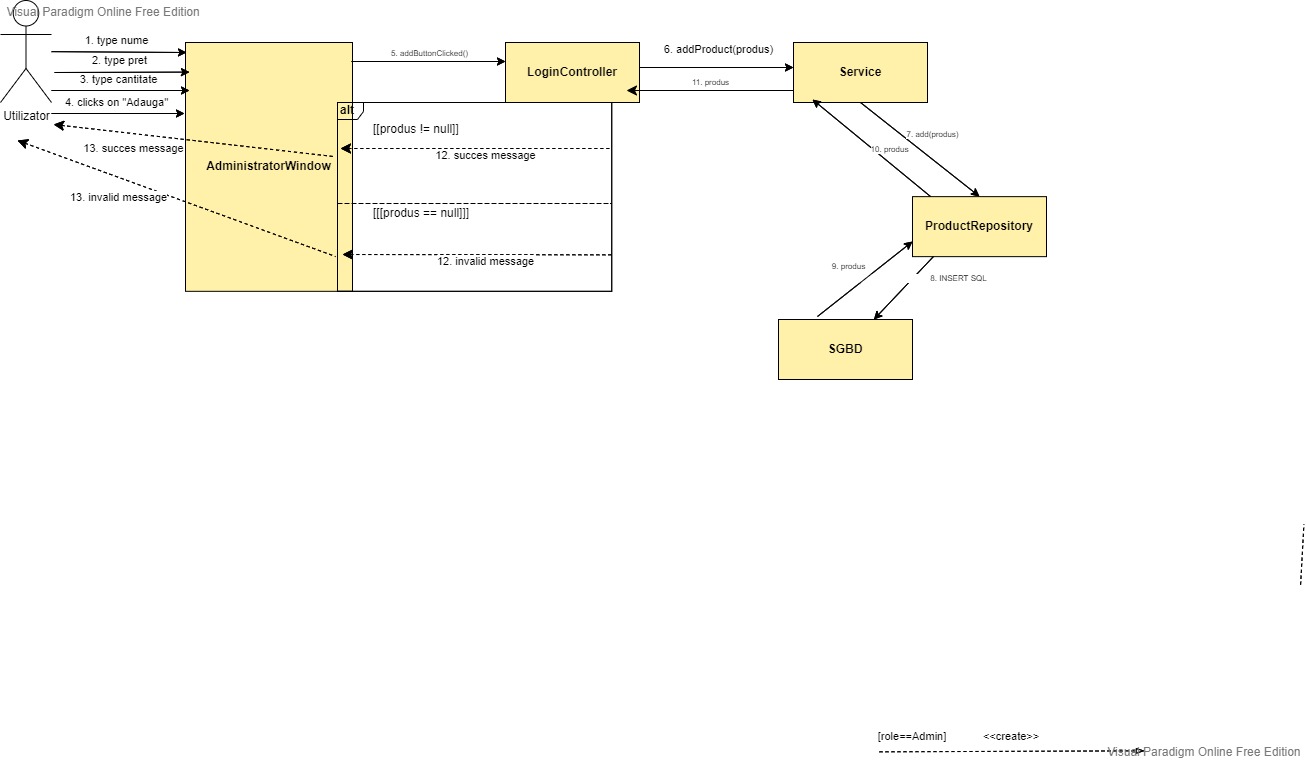 Visual Paradigm Online Free Edition
1. type nume
2. type pret
3. type cantitate
4. clicks on "Adauga"
Utilizator
13. succes message
13. invalid message
AdministratorWindow
5. addButtonClicked()
LoginController
6. addProduct(produs)
11. produs
Service
alt
[[produs != null]]
12. succes message
[[[produs == null]]]
12. invalid message
7. add(produs)
10. produs
ProductRepository
9. produs
8. INSERT SQL
SGBD
[role==Admin]
<<create>>
Visual Paradigm Online Free Edition